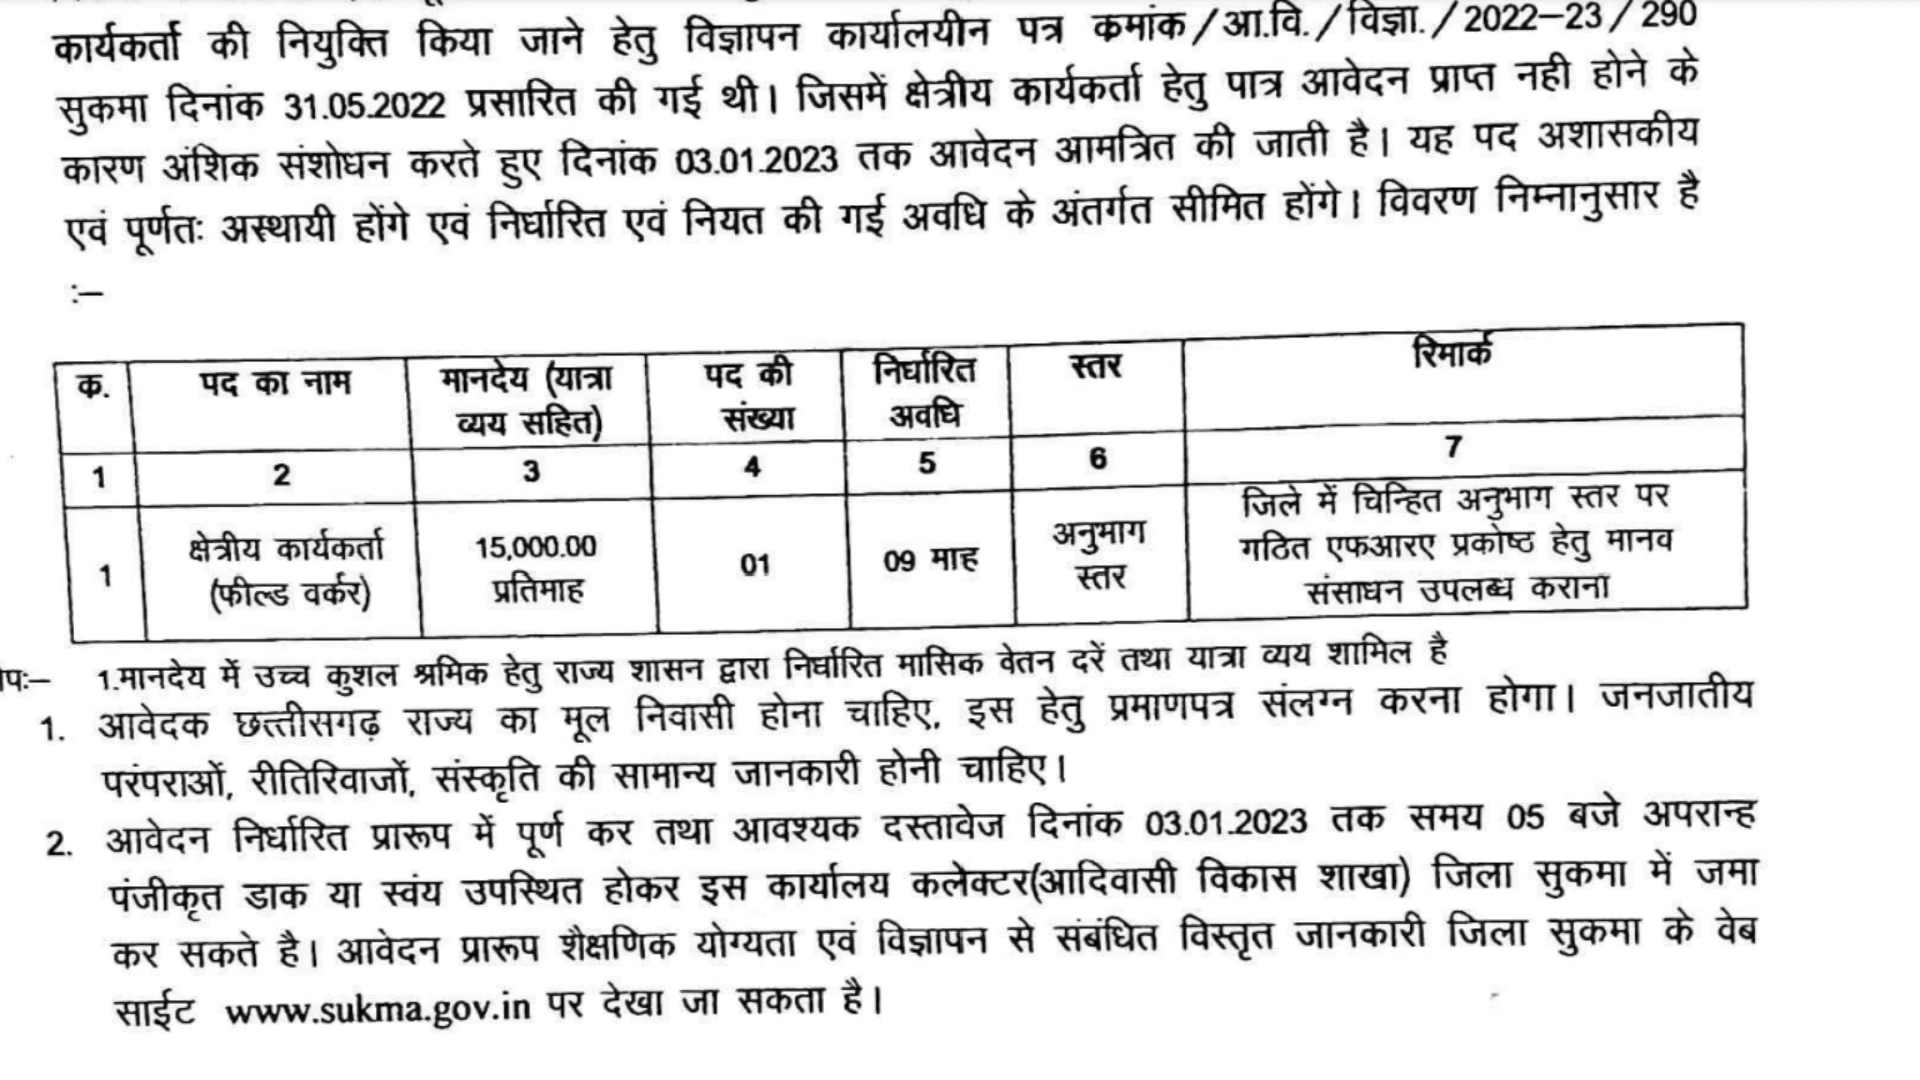 कार्यकर्ता की नियुक्ति किया जाने हेतु विज्ञापन कार्यालयीन पत्र कमांक/आ.वि./विज्ञा./2022–23/290
सुकमा दिनांक 31.05.2022 प्रसारित की गई थी। जिसमें क्षेत्रीय कार्यकर्ता हेतु पात्र आवेदन प्राप्त नही होने के
कारण अंशिक संशोधन करते हुए दिनांक 03.01.2023 तक आवेदन आमत्रित की जाती है। यह पद अशासकीय
एवं पूर्णतः अस्थायी होंगे एवं निर्धारित एवं नियत की गई अवधि के अंतर्गत सीमित होंगे। विवरण निम्नानुसार है
:–
क. पद का नाम मानदेय (यात्रा व्यय सहित) पद की संख्या निर्धारित अवधि स्तर रिमार्क
1 2 3 4 5 6 7
1 क्षेत्रीय कार्यकर्ता (फील्ड वर्कर) 15,000.00 प्रतिमाह 01 09 माह अनुभाग स्तर जिले में चिन्हित अनुभाग स्तर पर गठित एफआरए प्रकोष्ठ हेतु मानव संसाधन उपलब्ध कराना
1.मानदेय में उच्च कुशल श्रमिक हेतु राज्य शासन द्वारा निर्धारित मासिक वेतन दरें तथा यात्रा व्यय शामिल है
1. आवेदक छत्तीसगढ़ राज्य का मूल निवासी होना चाहिए, इस हेतु प्रमाणपत्र संलग्न करना होगा। जनजातीय
परंपराओं, रीतिरिवाजों, संस्कृति की सामान्य जानकारी होनी चाहिए।
2. आवेदन निर्धारित प्रारूप में पूर्ण कर तथा आवश्यक दस्तावेज दिनांक 03.01.2023 तक समय 05 बजे अपरान्ह
पंजीकृत डाक या स्वंय उपस्थित होकर इस कार्यालय कलेक्टर(आदिवासी विकास शाखा) जिला सुकमा में जमा
कर सकते है। आवेदन प्रारूप शैक्षणिक योग्यता एवं विज्ञापन से संबंधित विस्तृत जानकारी जिला सुकमा के वेब
साईट www.sukma.gov.in पर देखा जा सकता है।